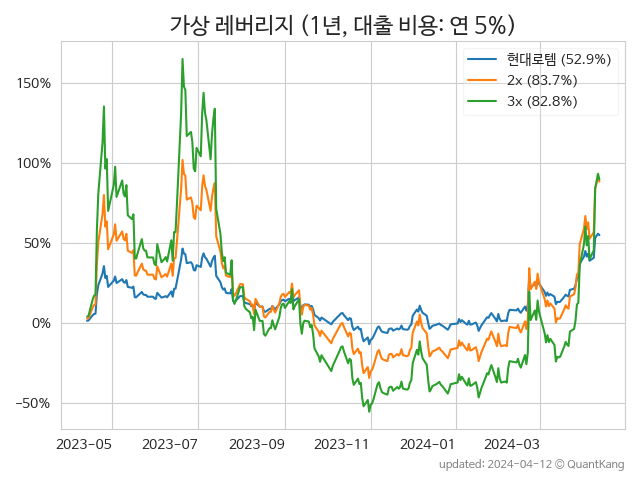 가상 레버리지 (1년, 대출 비용: 연 5%)
현대로템 (52.9%)
2x (83.7%)
3x (82.8%)
150%
100%
50%
0%
−50%
2023-05 2023-07 2023-09 2023-11 2024-01 2024-03
updated: 2024-04-12 © QuantKang